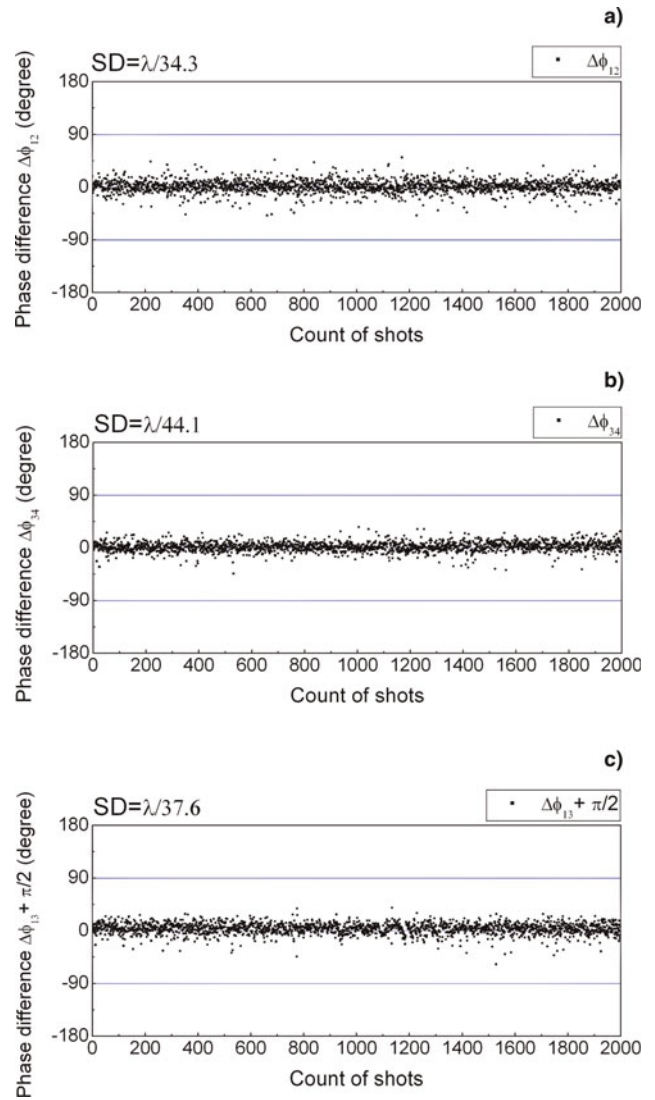 a)
SD=λ/34.3
Δϕ₁₂
Phase difference Δϕ₁₂ (degree)
180
90
0
-90
-180
0 200 400 600 800 1000 1200 1400 1600 1800 2000
Count of shots
b)
SD=λ/44.1
Δϕ₃₄
Phase difference Δϕ₃₄ (degree)
180
90
0
-90
-180
0 200 400 600 800 1000 1200 1400 1600 1800 2000
Count of shots
c)
SD=λ/37.6
Δϕ₁₃ + π/2
Phase difference Δϕ₁₃ + π/2 (degree)
180
90
0
-90
-180
0 200 400 600 800 1000 1200 1400 1600 1800 2000
Count of shots